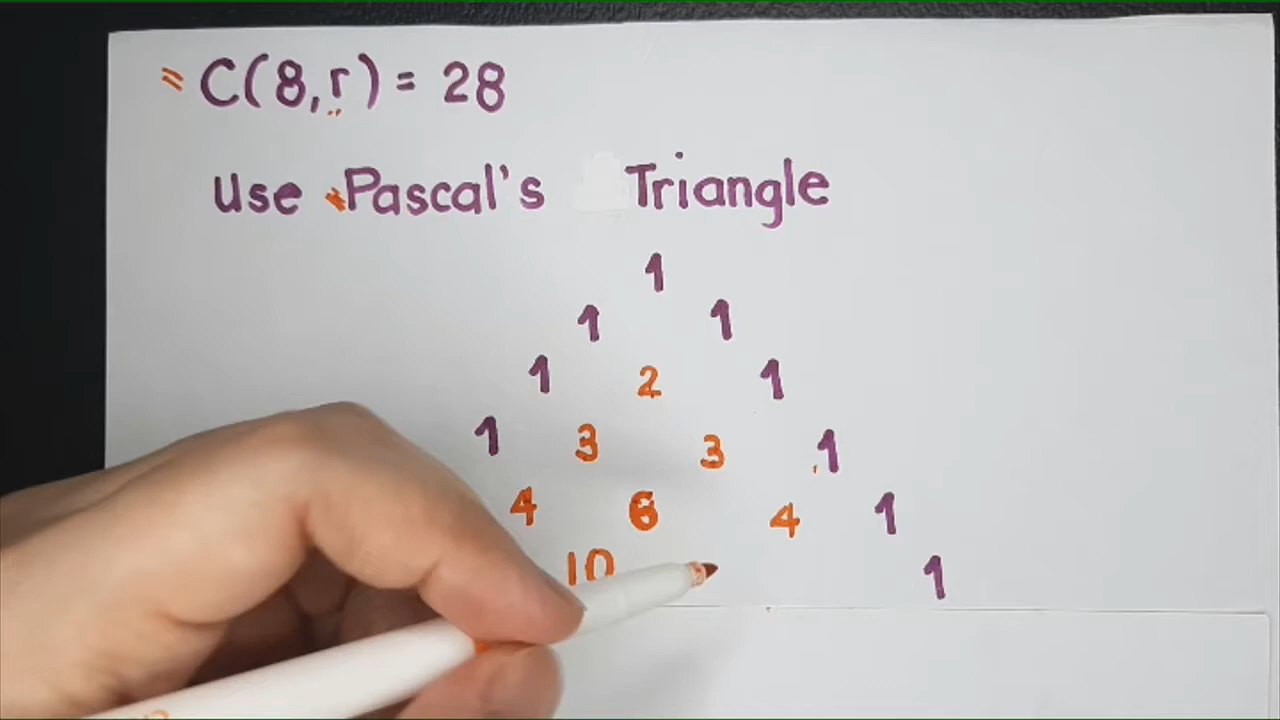 = C(8,r) = 28
Use Pascal's Triangle
1
1 1
1 2 1
1 3 3 1
4 6 4 1
10 1